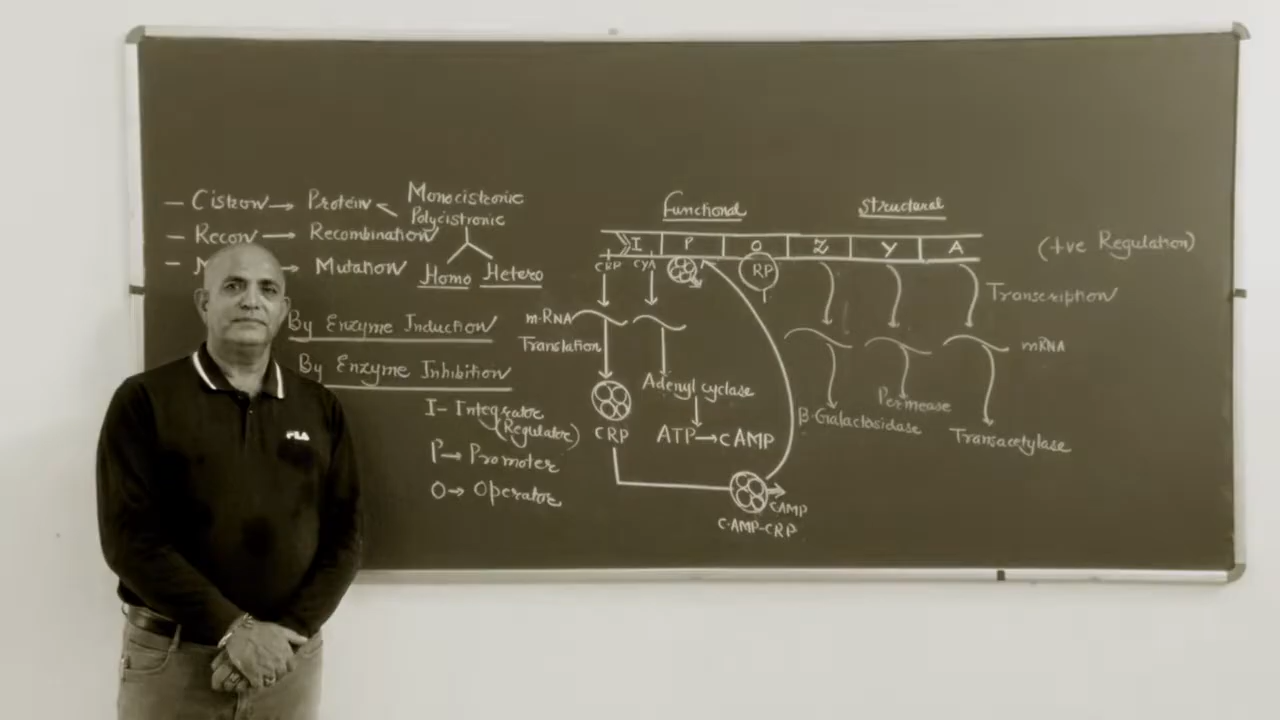 — Cistron → Protein
Monocistronic
Polycistronic
— Recon → Recombination
Homo Hetero
— → Mutation
By Enzyme Induction
By Enzyme Inhibition
I - Integrator
(Regulator)
P → Promoter
O → Operator
FILA
Functional
Structural
I P O Z Y A
CRP CYA
RP
(+ve Regulation)
Transcription
m-RNA
Translation
mRNA
Adenyl cyclase
Permease
β-Galactosidase
CRP
ATP → CAMP
Transacetylase
CAMP
C-AMP-CRP